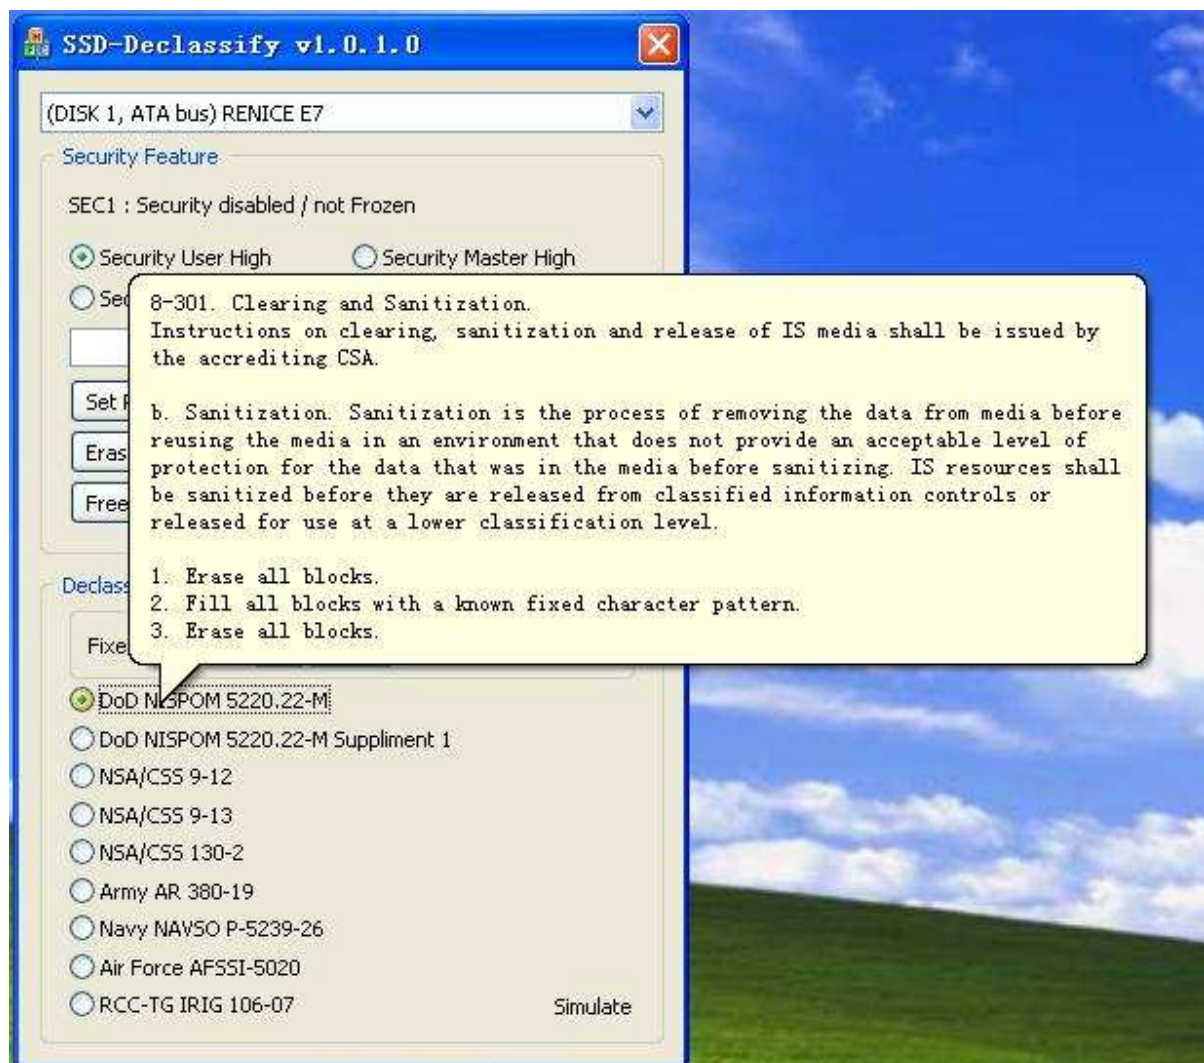 SSD-Declassify v1.0.1.0
(DISK 1, ATA bus) RENICE E7
Security Feature
SEC1 : Security disabled / not Frozen
Security User High
Security Master High
8-301. Clearing and Sanitization.
Instructions on clearing, sanitization and release of IS media shall be issued by
the accrediting CSA.
b. Sanitization. Sanitization is the process of removing the data from media before
reusing the media in an environment that does not provide an acceptable level of
protection for the data that was in the media before sanitizing. IS resources shall
be sanitized before they are released from classified information controls or
released for use at a lower classification level.
1. Erase all blocks.
2. Fill all blocks with a known fixed character pattern.
3. Erase all blocks.
DoD NISPOM 5220.22-M
DoD NISPOM 5220.22-M Suppliment 1
NSA/CSS 9-12
NSA/CSS 9-13
NSA/CSS 130-2
Army AR 380-19
Navy NAVSO P-5239-26
Air Force AFSSI-5020
RCC-TG IRIG 106-07
Simulate